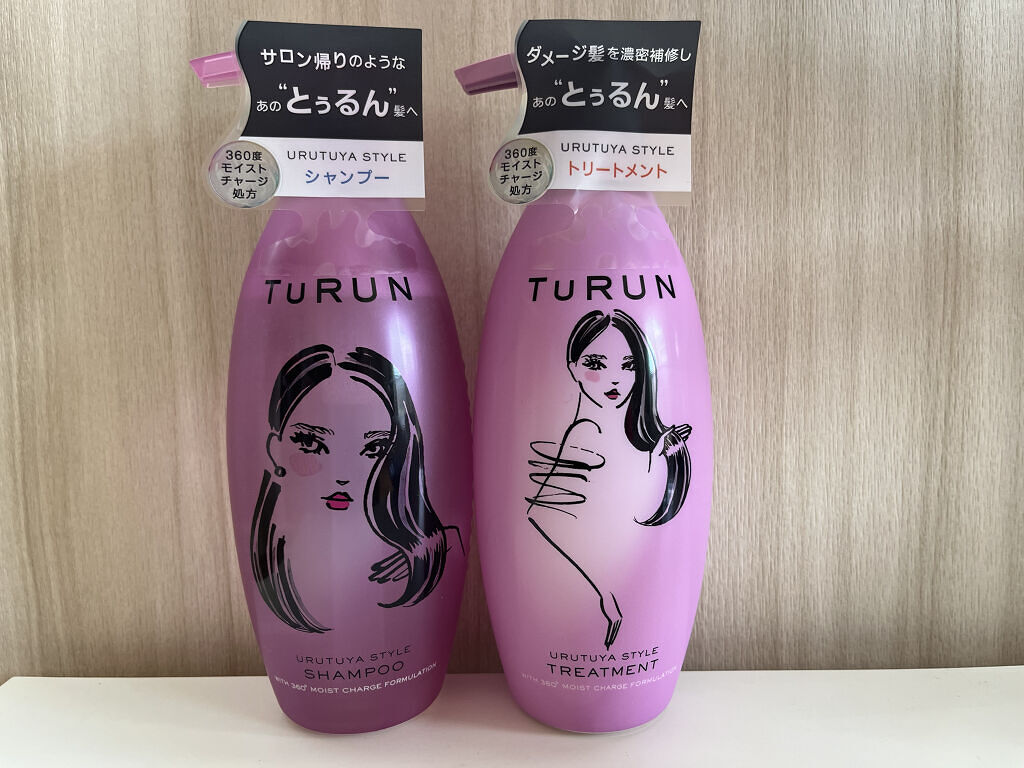 サロン帰りのような
あの"とぅるん"髪へ
360度
モイスト
チャージ
処方
URUTUYA STYLE
シャンプー
TURUN
URUTUYA STYLE
SHAMPOO
WITH 360° MOIST CHARGE FORMULATION
ダメージ髪を濃密補修し
あの"とぅるん"髪へ
360度
モイスト
チャージ
処方
URUTUYA STYLE
トリートメント
TURUN
URUTUYA STYLE
TREATMENT
WITH 360° MOIST CHARGE FORMULATION